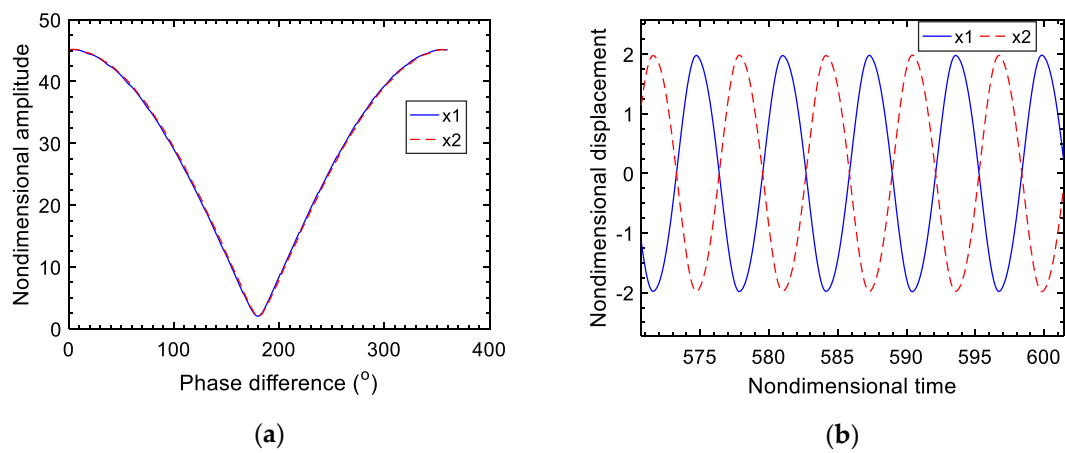 50
40
30
20
10
0
Nondimensional amplitude
x1
x2
0
100
200
300
400
Phase difference (o)
(a)
x1
x2
2
1
0
-1
-2
Nondimensional displacement
575
580
585
590
595
600
Nondimensional time
(b)